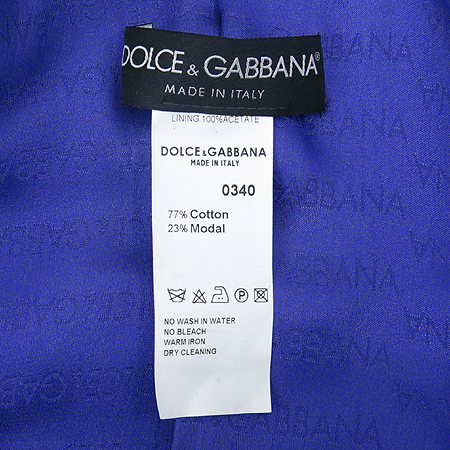 DOLCE & GABBANA®
MADE IN ITALY
LINING 100%ACETATE
DOLCE&GABBANA
MADE IN ITALY
0340
77% Cotton
23% Modal
P
NO WASH IN WATER
NO BLEACH
WARM IRON
DRY CLEANING